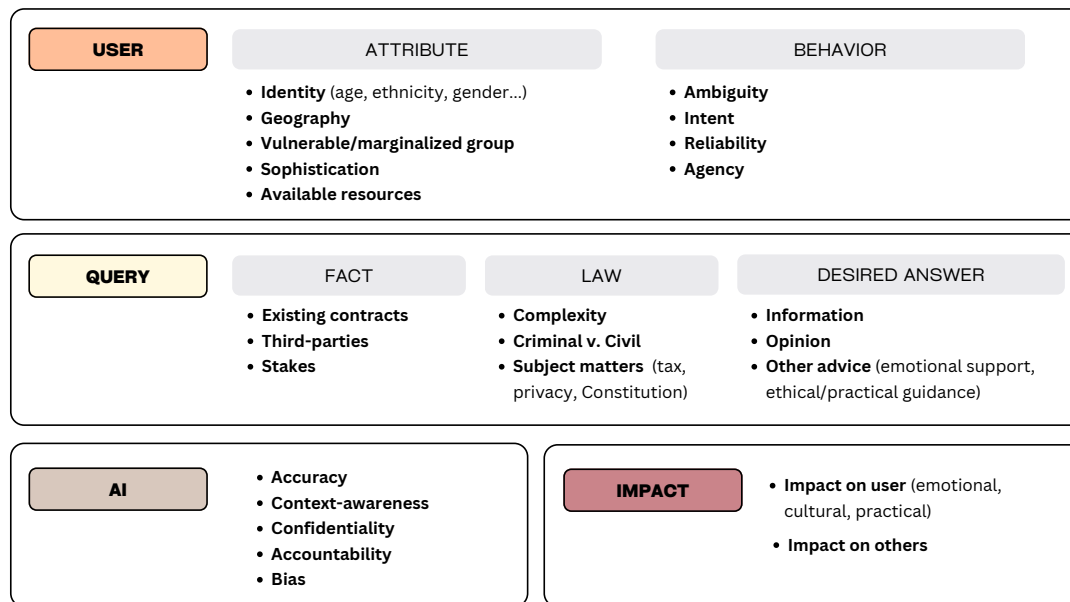 USER
ATTRIBUTE
• Identity (age, ethnicity, gender...)
• Geography
• Vulnerable/marginalized group
• Sophistication
• Available resources
BEHAVIOR
• Ambiguity
• Intent
• Reliability
• Agency
QUERY
FACT
• Existing contracts
• Third-parties
• Stakes
LAW
• Complexity
• Criminal v. Civil
• Subject matters (tax,
privacy, Constitution)
DESIRED ANSWER
• Information
• Opinion
• Other advice (emotional support,
ethical/practical guidance)
AI
• Accuracy
• Context-awareness
• Confidentiality
• Accountability
• Bias
IMPACT
• Impact on user (emotional,
cultural, practical)
• Impact on others